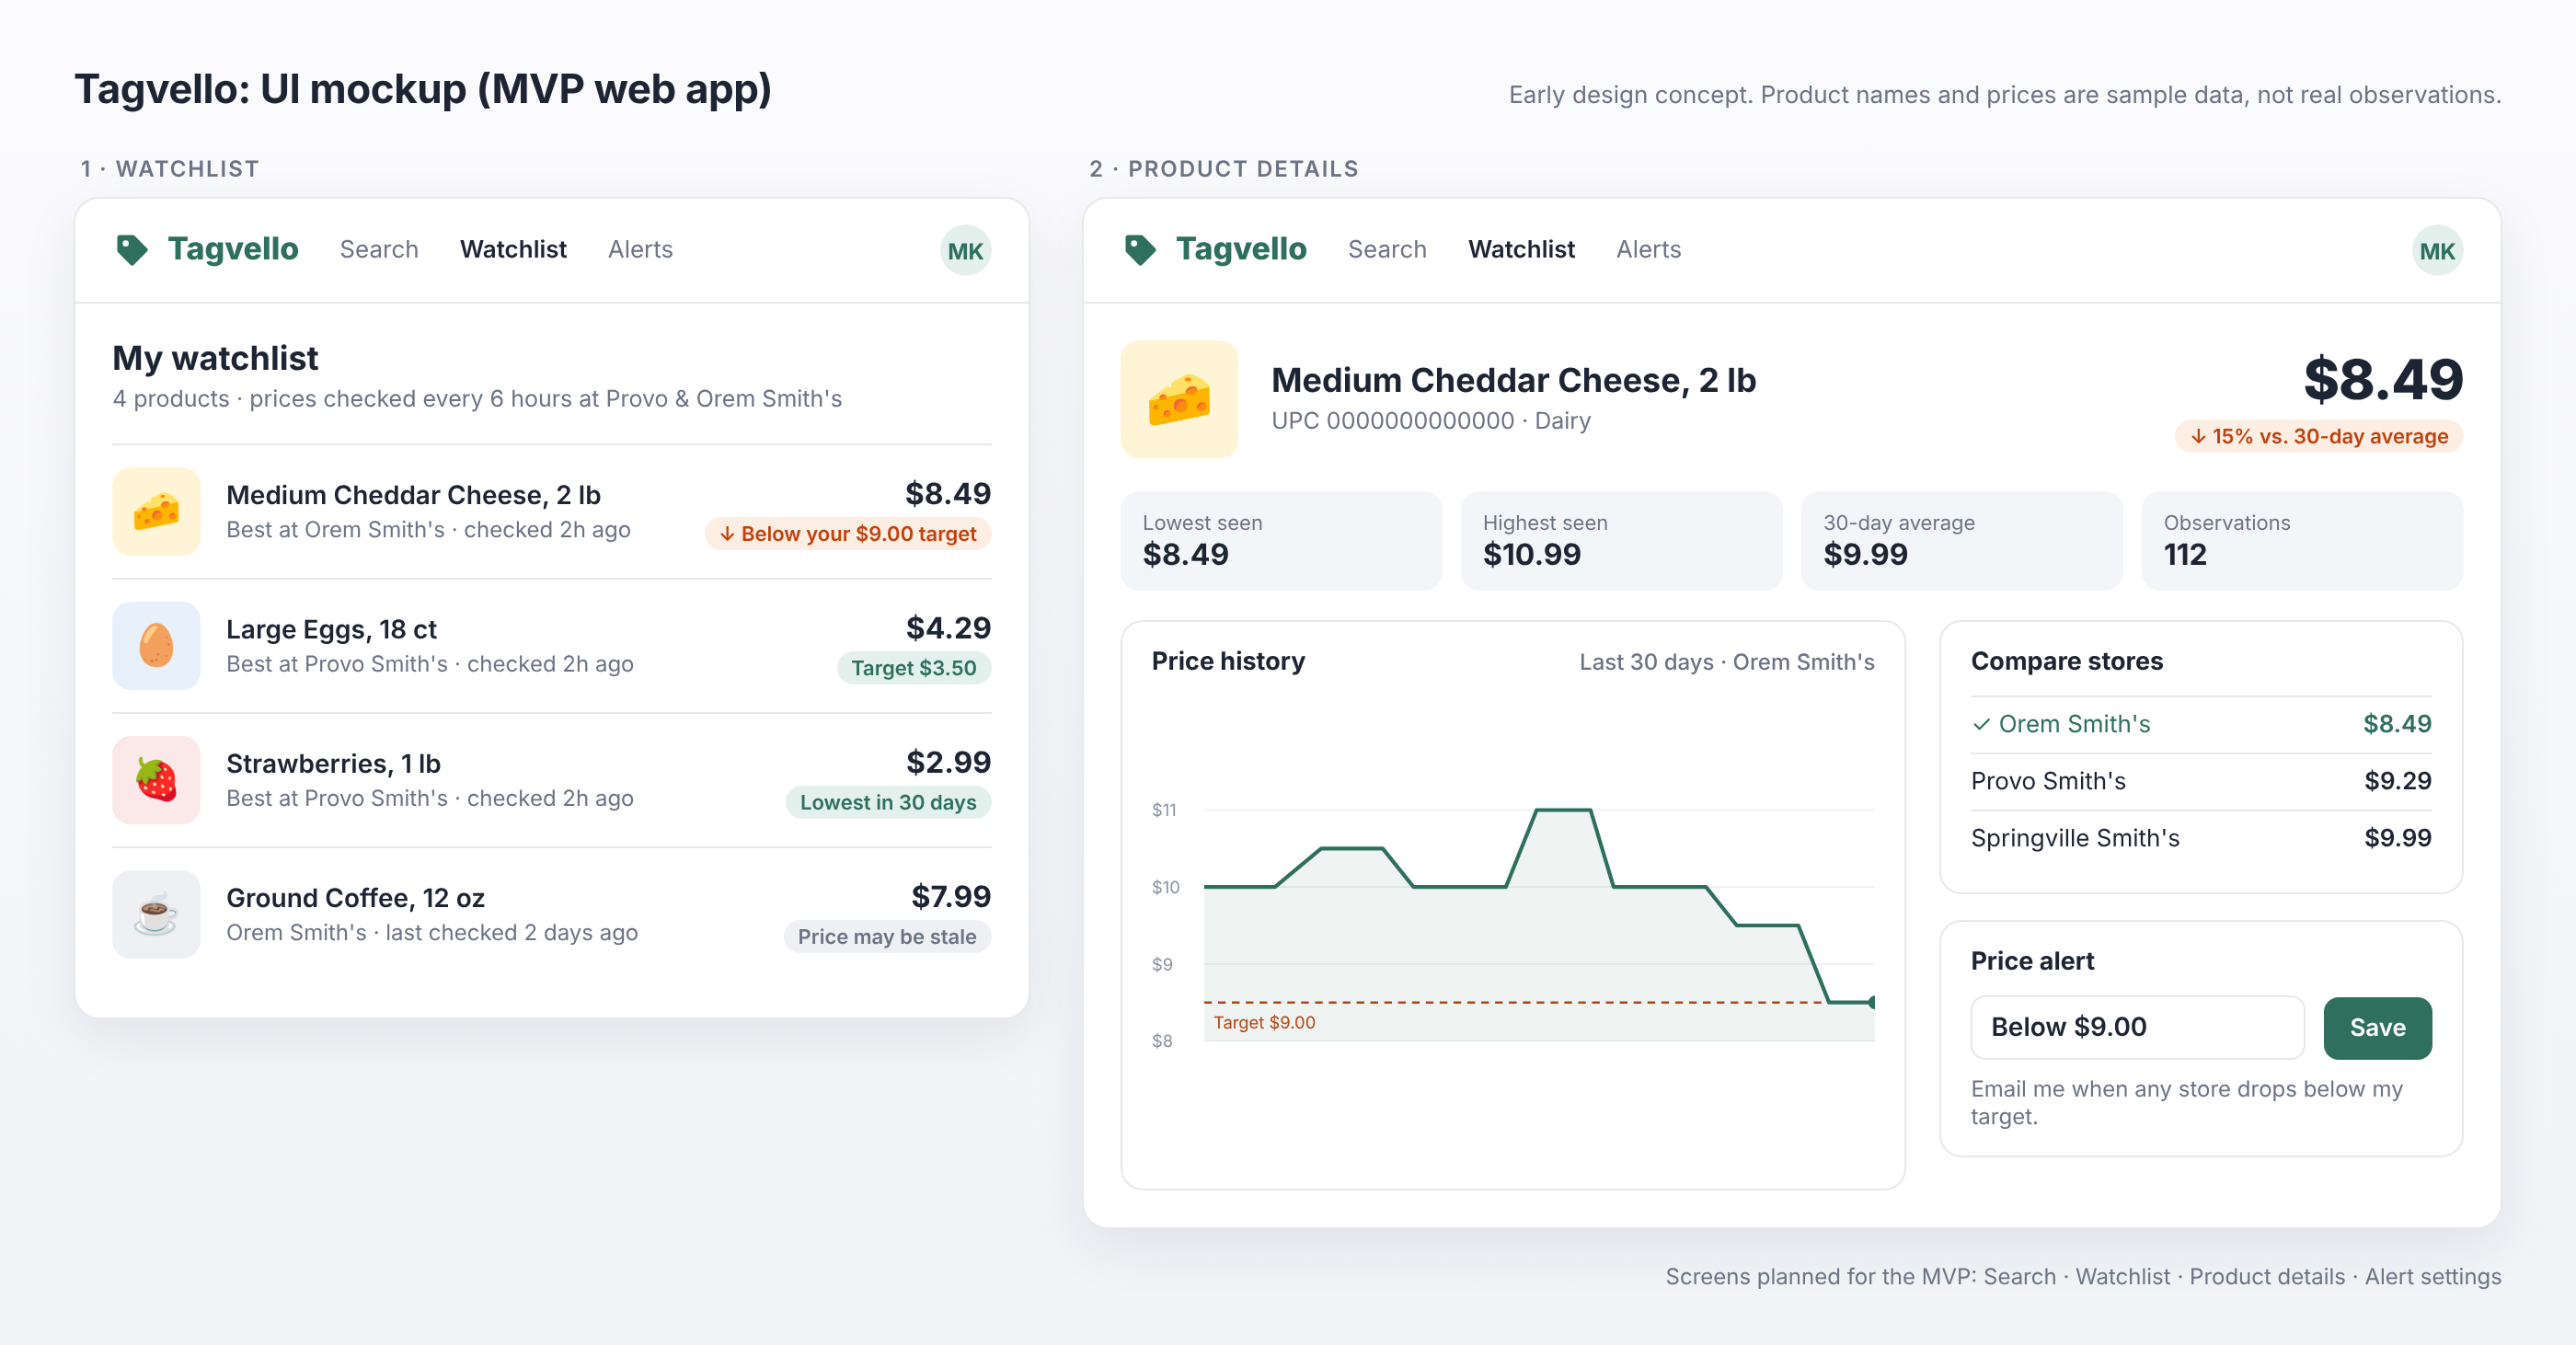 Tagvello: UI mockup (MVP web app)
Early design concept. Product names and prices are sample data, not real observations.
1 · WATCHLIST
Tagvello Search Watchlist Alerts MK
My watchlist
4 products · prices checked every 6 hours at Provo & Orem Smith's
Medium Cheddar Cheese, 2 lb $8.49
Best at Orem Smith's · checked 2h ago ↓ Below your $9.00 target
Large Eggs, 18 ct $4.29
Best at Provo Smith's · checked 2h ago Target $3.50
Strawberries, 1 lb $2.99
Best at Provo Smith's · checked 2h ago Lowest in 30 days
Ground Coffee, 12 oz $7.99
Orem Smith's · last checked 2 days ago Price may be stale
2 · PRODUCT DETAILS
Tagvello Search Watchlist Alerts MK
Medium Cheddar Cheese, 2 lb $8.49
UPC 0000000000000 · Dairy ↓ 15% vs. 30-day average
Lowest seen
$8.49
Highest seen
$10.99
30-day average
$9.99
Observations
112
Price history Last 30 days · Orem Smith's
$11
$10
$9
Target $9.00
$8
Compare stores
✓ Orem Smith's $8.49
Provo Smith's $9.29
Springville Smith's $9.99
Price alert
Below $9.00 Save
Email me when any store drops below my
target.
Screens planned for the MVP: Search · Watchlist · Product details · Alert settings